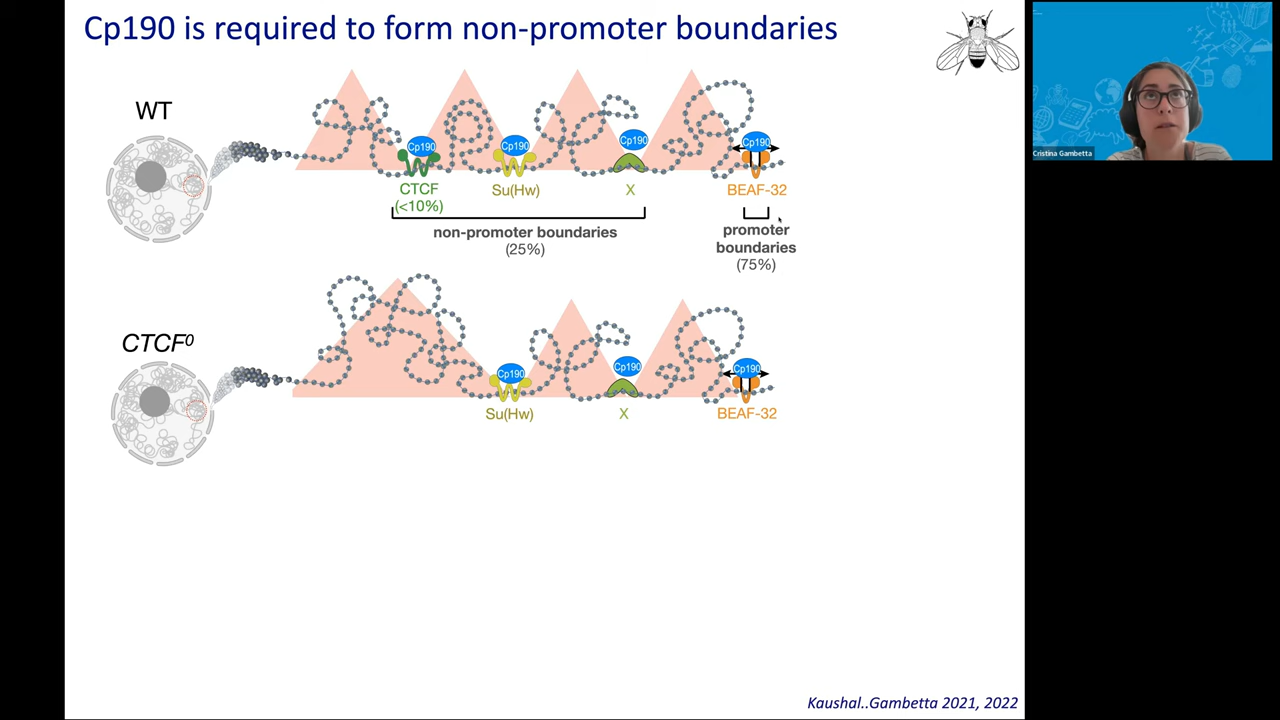 Cp190 is required to form non-promoter boundaries
WT
Cp190
Cp190
Cp190
Cp190
CTCF
(<10%)
Su(Hw)
X
BEAF-32
non-promoter boundaries
(25%)
promoter
boundaries
(75%)
CTCF⁰
Cp190
Cp190
Cp190
Su(Hw)
X
BEAF-32
Kaushal..Gambetta 2021, 2022
Cristina Gambetta